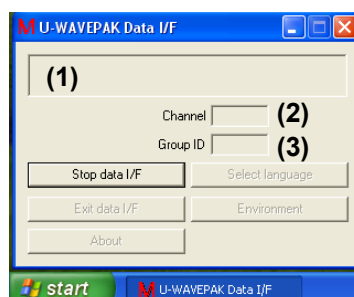 M U-WAVEPAK Data I/F
(1)
Channel (2)
Group ID (3)
Stop data I/F Select language
Exit data I/F Environment
About
start M U-WAVEPAK Data I/F